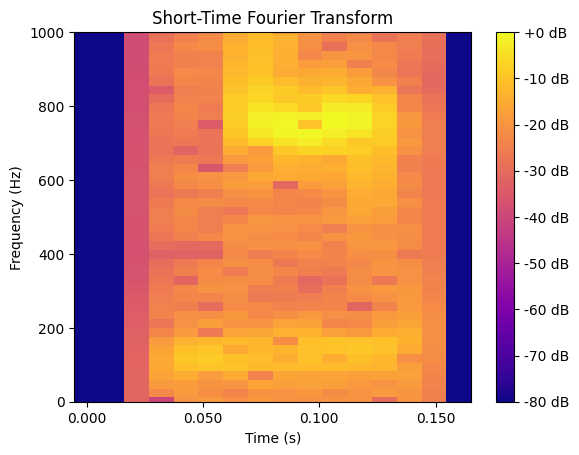 Short-Time Fourier Transform
1000
800
600
400
200
0
Frequency (Hz)
0.000
0.050
0.100
0.150
Time (s)
+0 dB
-10 dB
-20 dB
-30 dB
-40 dB
-50 dB
-60 dB
-70 dB
-80 dB